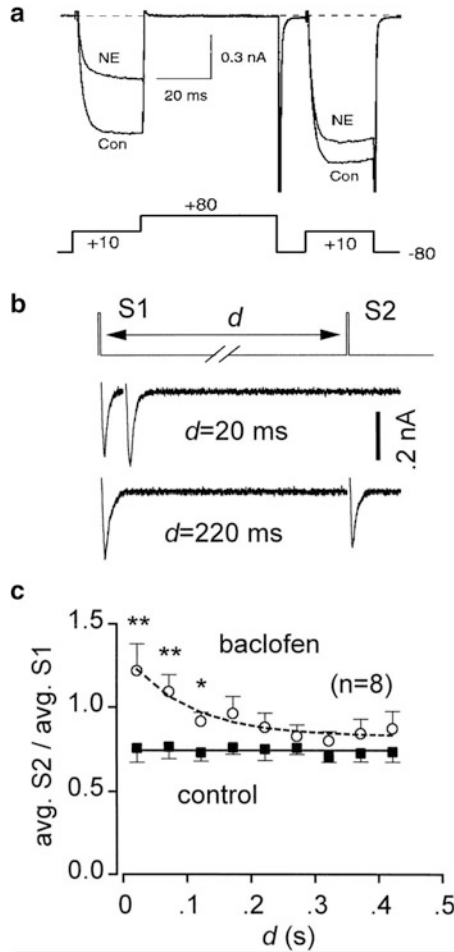 a
NE
Con
0.3 nA
20 ms
NE
Con
+80
+10
+10
-80
b
S1
d
S2
d=20 ms
.2 nA
d=220 ms
c
1.5
1.0
0.5
0.0
avg. S2 / avg. S1
**
**
*
baclofen
(n=8)
control
0 .1 .2 .3 .4 .5
d (s)